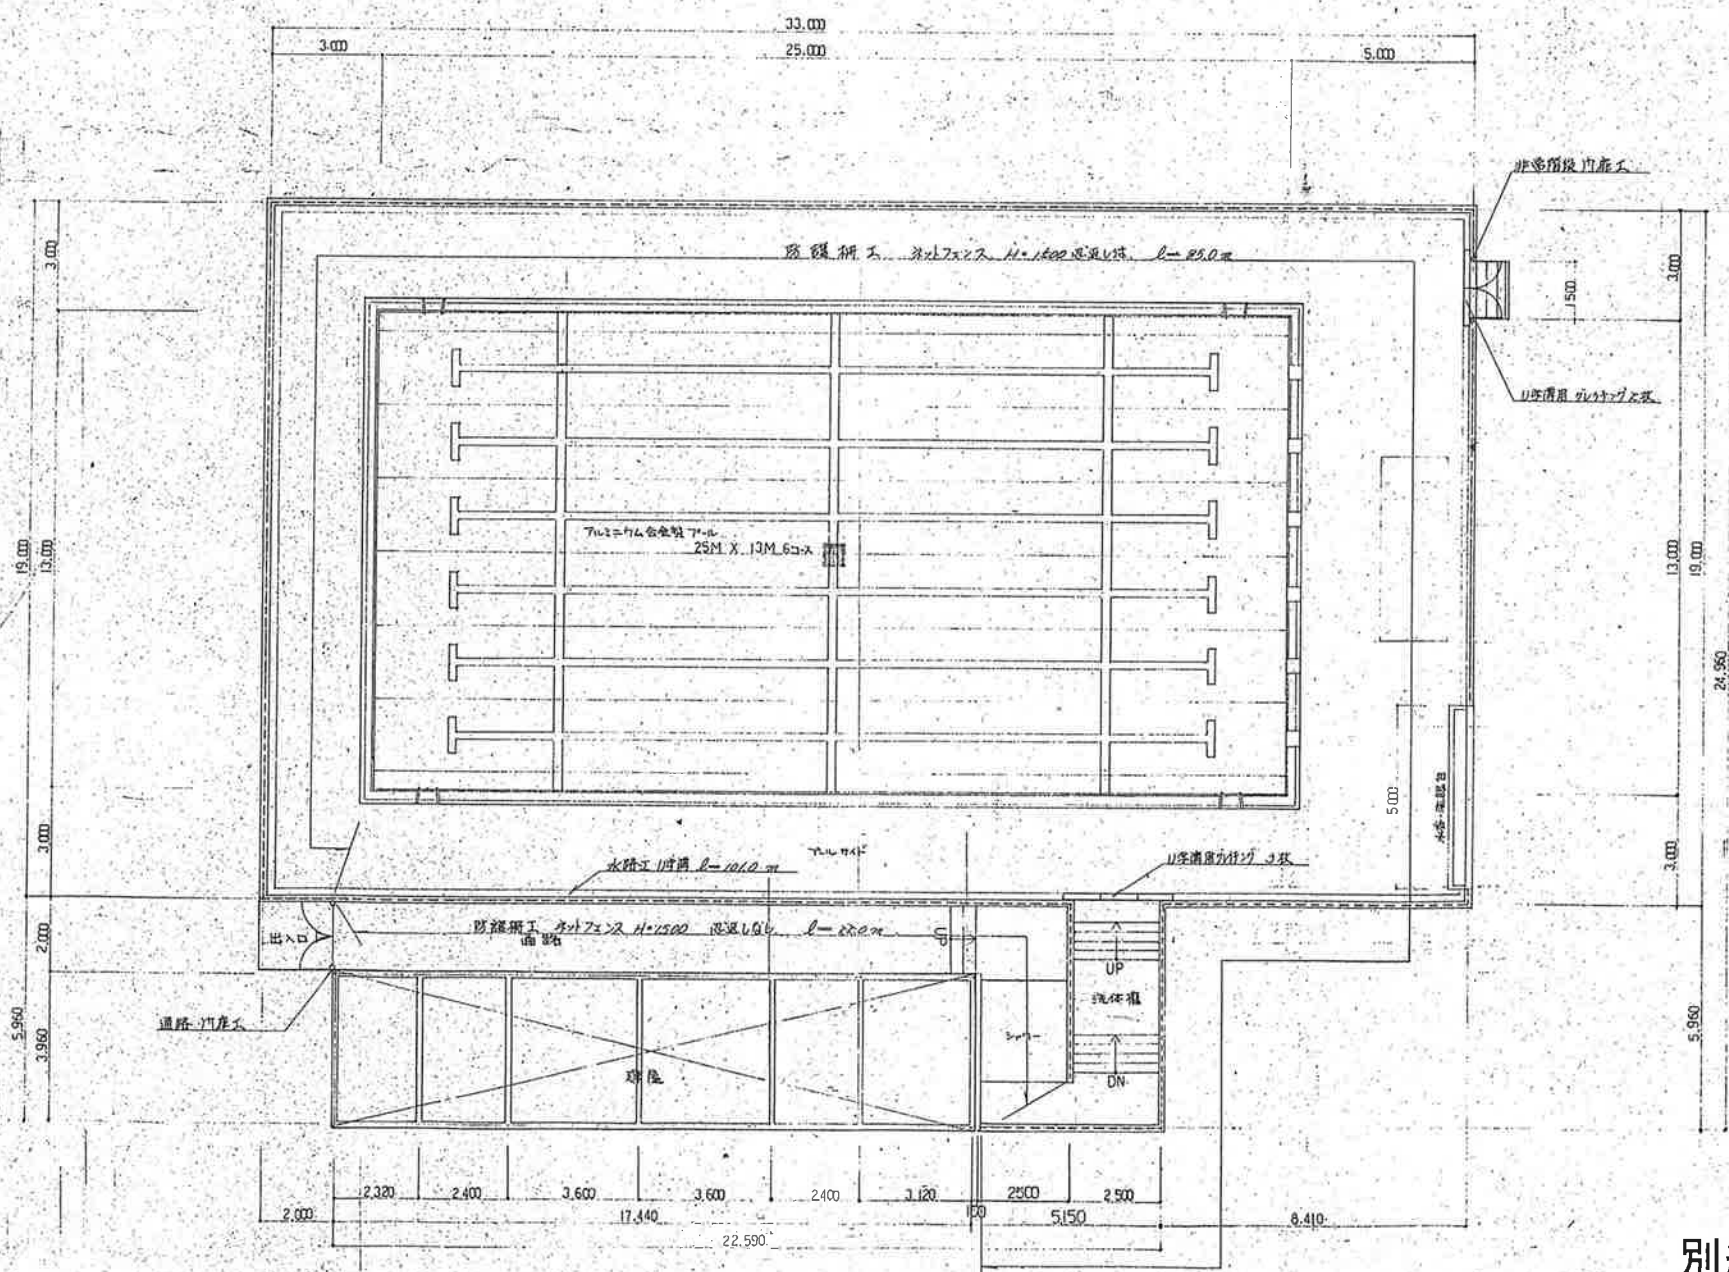 33.000
3.000
25.000
5.000
非常階段 門扉工
防護柵工 ネットフェンス H=1500 忍返し付 l=85.0m
3.000
3.000
1500
U字溝用 グレーチング 2枚
アルミニウム合金製 プール
25M X 13M 6コース
19.000
13.000
13.000
19.000
24.960
5.000
3.000
3.000
プールサイド
水路工 U字溝 l=101.0m
U字溝用グレーチング 3枚
出入口
防護柵工 ネットフェンス H=1500 忍返しなし l=22.0m
通路
UP
UP
2.000
洗体槽
シャワー
DN
通路 門扉工
5.960
3.960
5.960
2.320
2.400
3.600
3.600
2.400
3.120
2.500
2.500
2.000
17.440
100
5.150
8.410
22.590
別